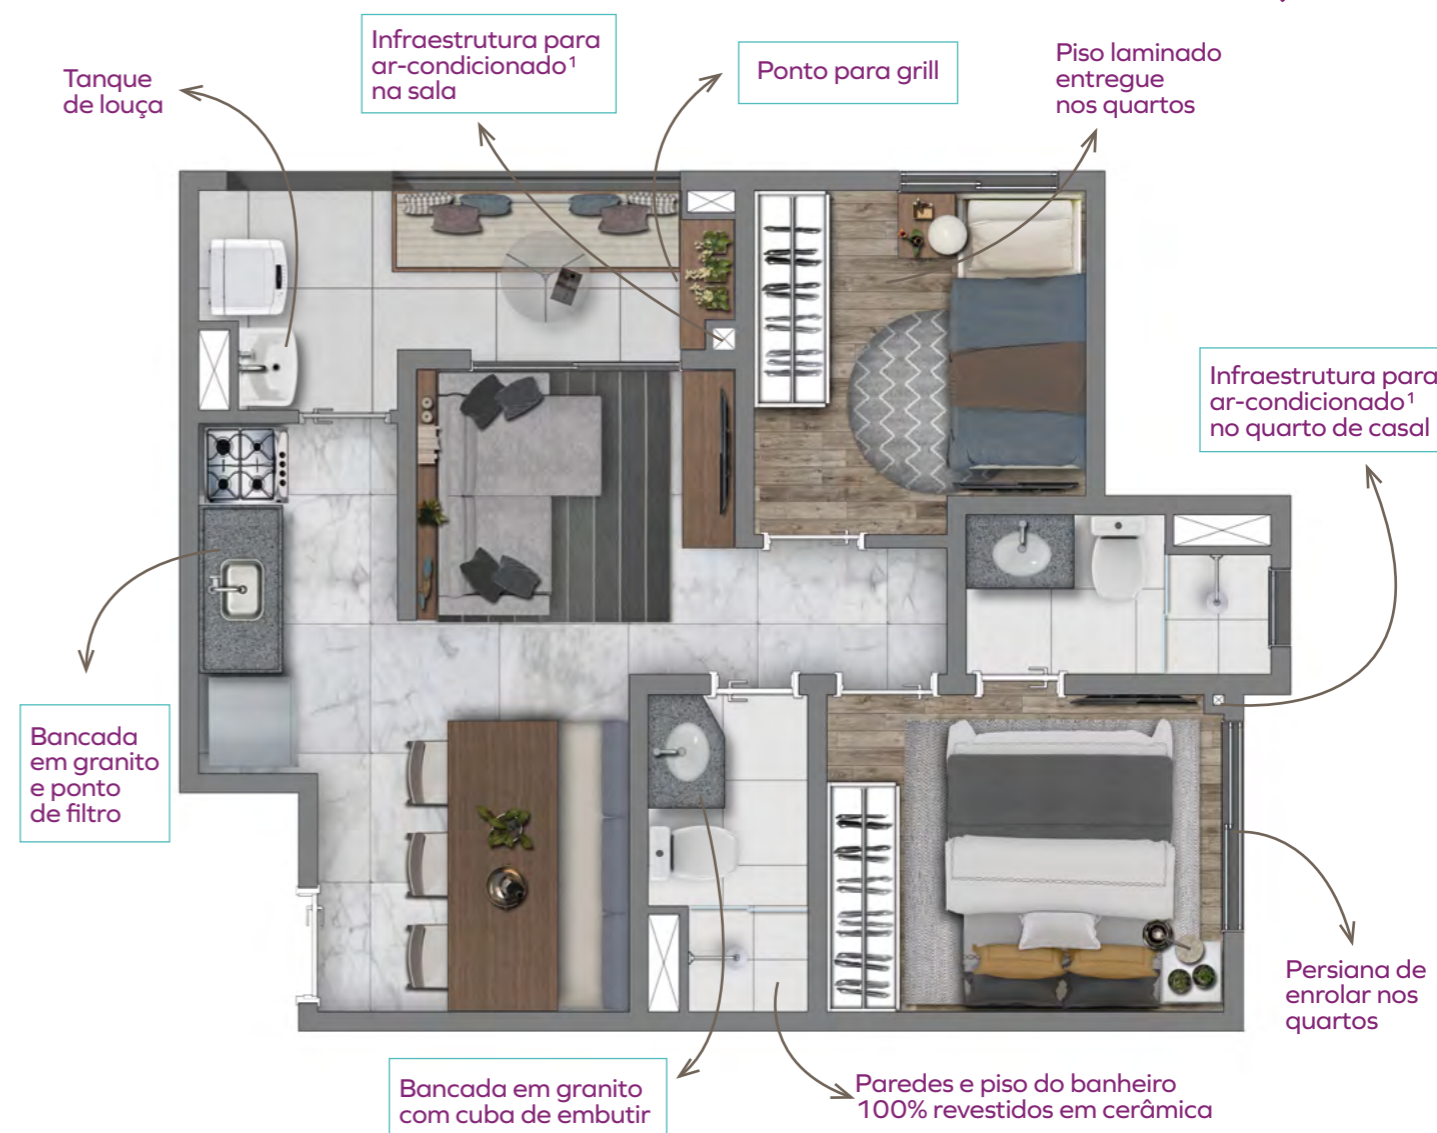 Infraestrutura para
ar-condicionado¹
na sala
Ponto para grill
Piso laminado
entregue
nos quartos
Tanque
de louça
Infraestrutura para
ar-condicionado¹
no quarto de casal
Bancada
em granito
e ponto
de filtro
Persiana de
enrolar nos
quartos
Bancada em granito
com cuba de embutir
Paredes e piso do banheiro
100% revestidos em cerâmica